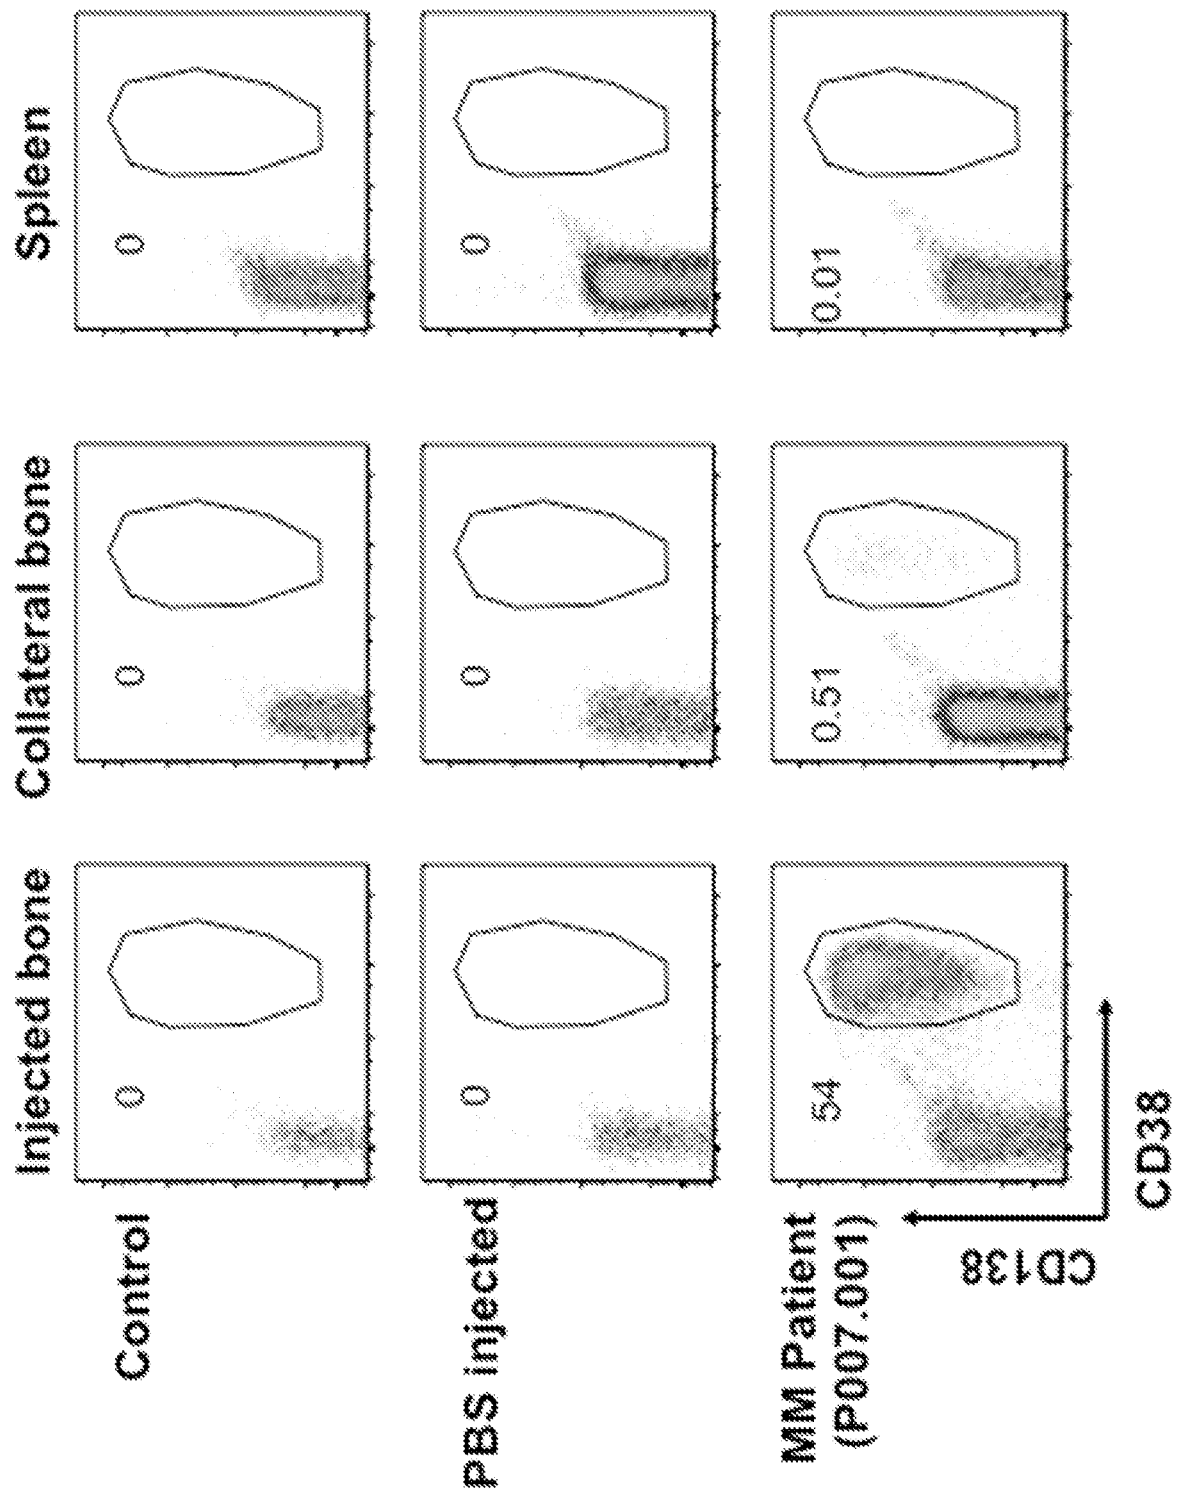 Injected bone
Collateral bone
Spleen
Control
0
0
0
PBS injected
0
0
0
MM Patient
(P007.001)
54
0.51
0.01
CD138
CD38